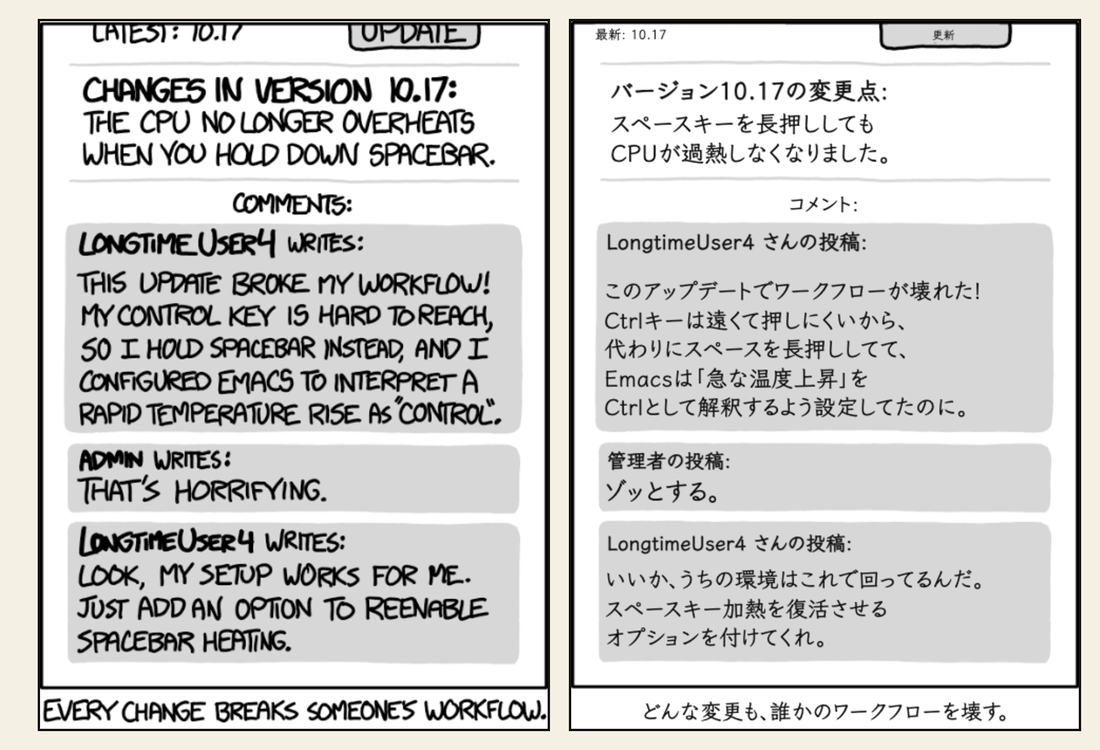 LATEST: 10.17
UPDATE
CHANGES IN VERSION 10.17:
THE CPU NO LONGER OVERHEATS
WHEN YOU HOLD DOWN SPACEBAR.
COMMENTS:
LONGTIMEUSER4 WRITES:
THIS UPDATE BROKE MY WORKFLOW!
MY CONTROL KEY IS HARD TO REACH,
SO I HOLD SPACEBAR INSTEAD, AND I
CONFIGURED EMACS TO INTERPRET A
RAPID TEMPERATURE RISE AS "CONTROL".
ADMIN WRITES:
THAT'S HORRIFYING.
LONGTIMEUSER4 WRITES:
LOOK, MY SETUP WORKS FOR ME.
JUST ADD AN OPTION TO REENABLE
SPACEBAR HEATING.
EVERY CHANGE BREAKS SOMEONE'S WORKFLOW.
最新: 10.17
更新
バージョン10.17の変更点:
スペースキーを長押ししても
CPUが過熱しなくなりました。
コメント:
LongtimeUser4 さんの投稿:
このアップデートでワークフローが壊れた!
Ctrlキーは遠くて押しにくいから、
代わりにスペースを長押ししてて、
Emacsは「急な温度上昇」を
Ctrlとして解釈するよう設定してたのに。
管理者の投稿:
ゾッとする。
LongtimeUser4 さんの投稿:
いいか、うちの環境はこれで回ってるんだ。
スペースキー加熱を復活させる
オプションを付けてくれ。
どんな変更も、誰かのワークフローを壊す。